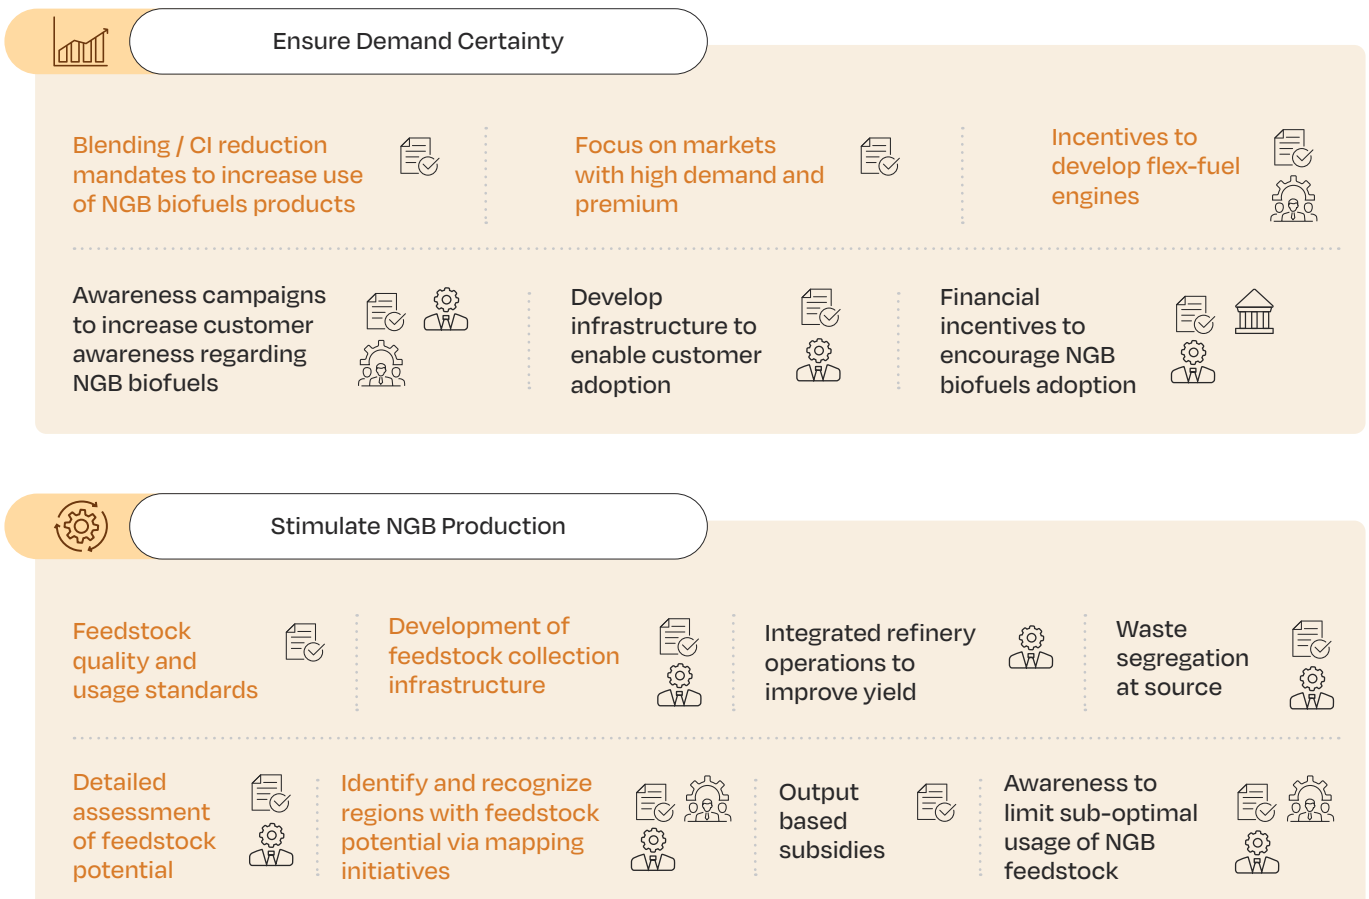 Ensure Demand Certainty
Blending / CI reduction
mandates to increase use
of NGB biofuels products
Focus on markets
with high demand and
premium
Incentives to
develop flex-fuel
engines
Awareness campaigns
to increase customer
awareness regarding
NGB biofuels
Develop
infrastructure to
enable customer
adoption
Financial
incentives to
encourage NGB
biofuels adoption
Stimulate NGB Production
Feedstock
quality and
usage standards
Development of
feedstock collection
infrastructure
Integrated refinery
operations to
improve yield
Waste
segregation
at source
Detailed
assessment
of feedstock
potential
Identify and recognize
regions with feedstock
potential via mapping
initiatives
Output
based
subsidies
Awareness to
limit sub-optimal
usage of NGB
feedstock